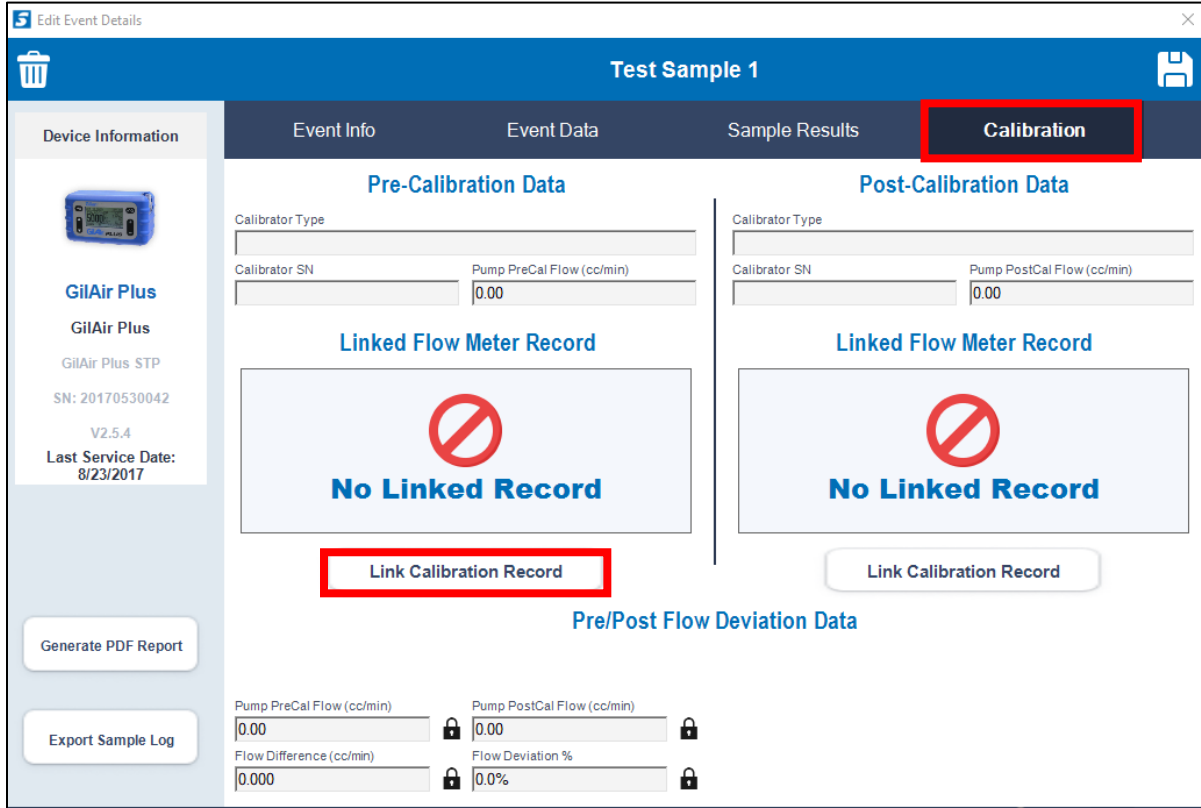 Edit Event Details
Test Sample 1
Device Information
GilAir Plus
GilAir Plus
GilAir Plus STP
SN: 20170530042
V2.5.4
Last Service Date:
8/23/2017
Generate PDF Report
Export Sample Log
Event Info
Event Data
Sample Results
Calibration
Pre-Calibration Data
Calibrator Type
Calibrator SN
Pump PreCal Flow (cc/min)
0.00
Linked Flow Meter Record
No Linked Record
Link Calibration Record
Post-Calibration Data
Calibrator Type
Calibrator SN
Pump PostCal Flow (cc/min)
0.00
Linked Flow Meter Record
No Linked Record
Link Calibration Record
Pre/Post Flow Deviation Data
Pump PreCal Flow (cc/min)
0.00
Pump PostCal Flow (cc/min)
0.00
Flow Difference (cc/min)
0.000
Flow Deviation %
0.0%